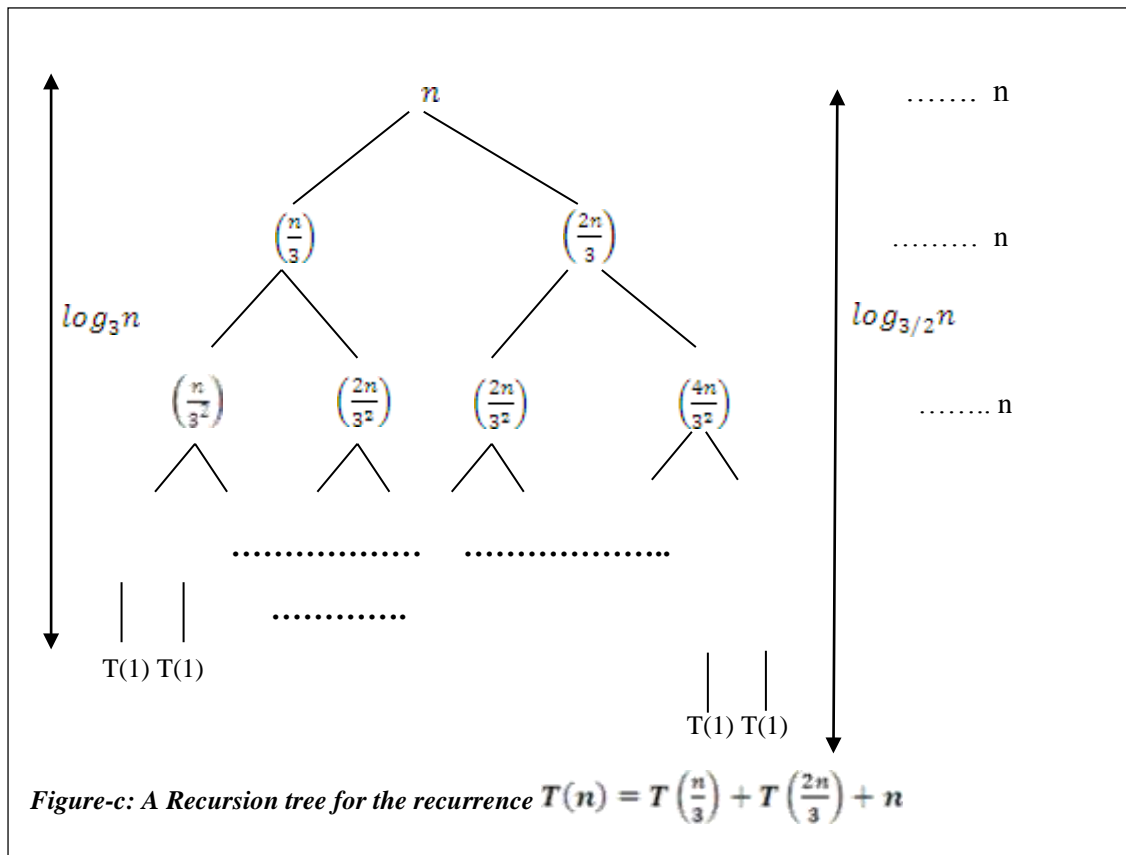 n ……. n
(n/3) (2n/3) ……… n
log₃n log₃/₂n
(n/3²) (2n/3²) (2n/3²) (4n/3²) …….. n
……………… ………………..
………….
T(1) T(1)
T(1) T(1)
Figure-c: A Recursion tree for the recurrence T(n) = T(n/3) + T(2n/3) + n